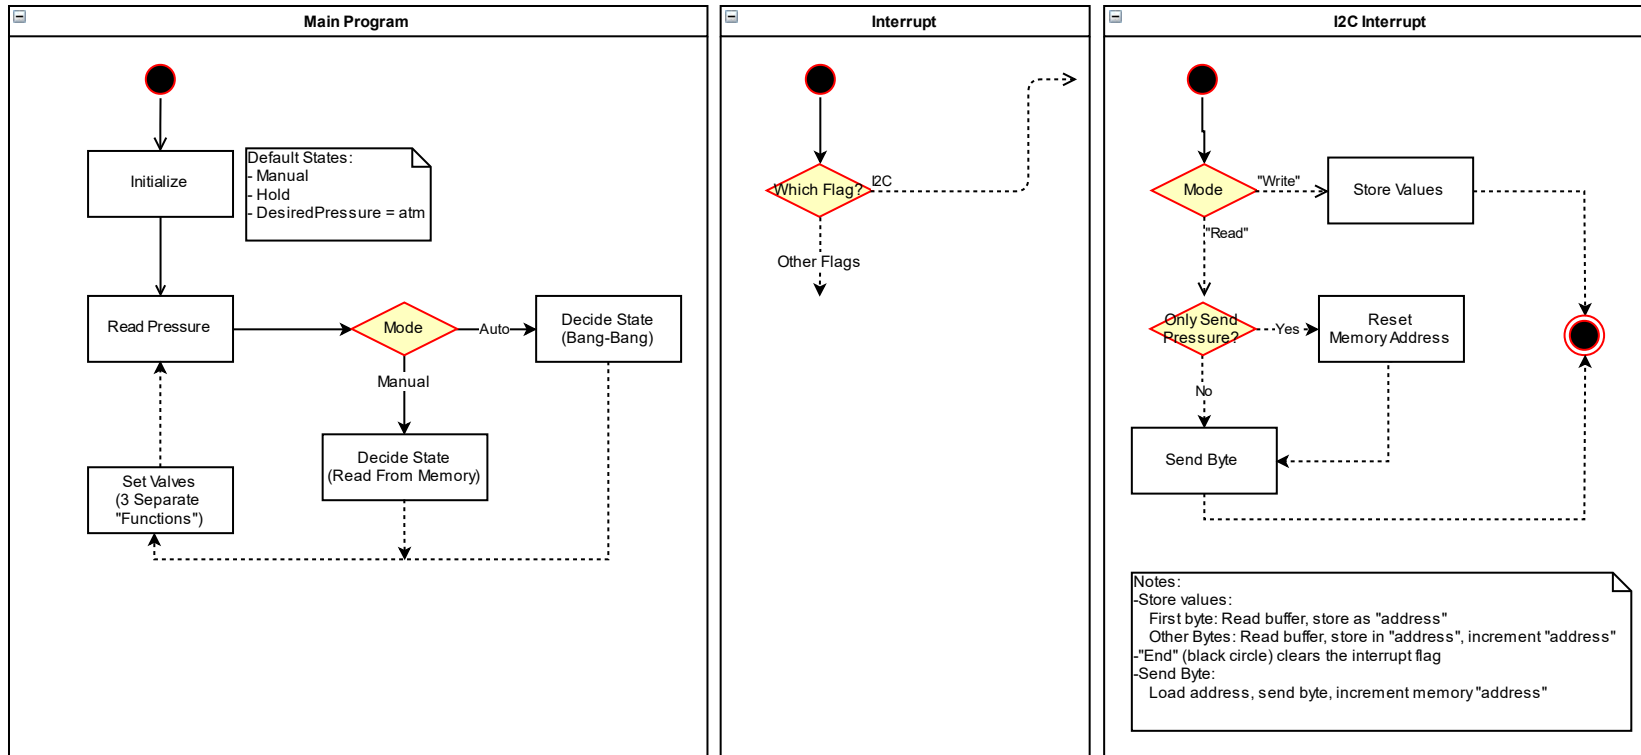 Main Program
Initialize
Default States:
- Manual
- Hold
- DesiredPressure = atm
Read Pressure
Mode
Auto
Decide State
(Bang-Bang)
Manual
Decide State
(Read From Memory)
Set Valves
(3 Separate
"Functions")
Interrupt
Which Flag?
I2C
Other Flags
I2C Interrupt
Mode
"Write"
Store Values
"Read"
Only Send
Pressure?
Yes
Reset
Memory Address
No
Send Byte
Notes:
-Store values:
First byte: Read buffer, store as "address"
Other Bytes: Read buffer, store in "address", increment "address"
-"End" (black circle) clears the interrupt flag
-Send Byte:
Load address, send byte, increment memory "address"